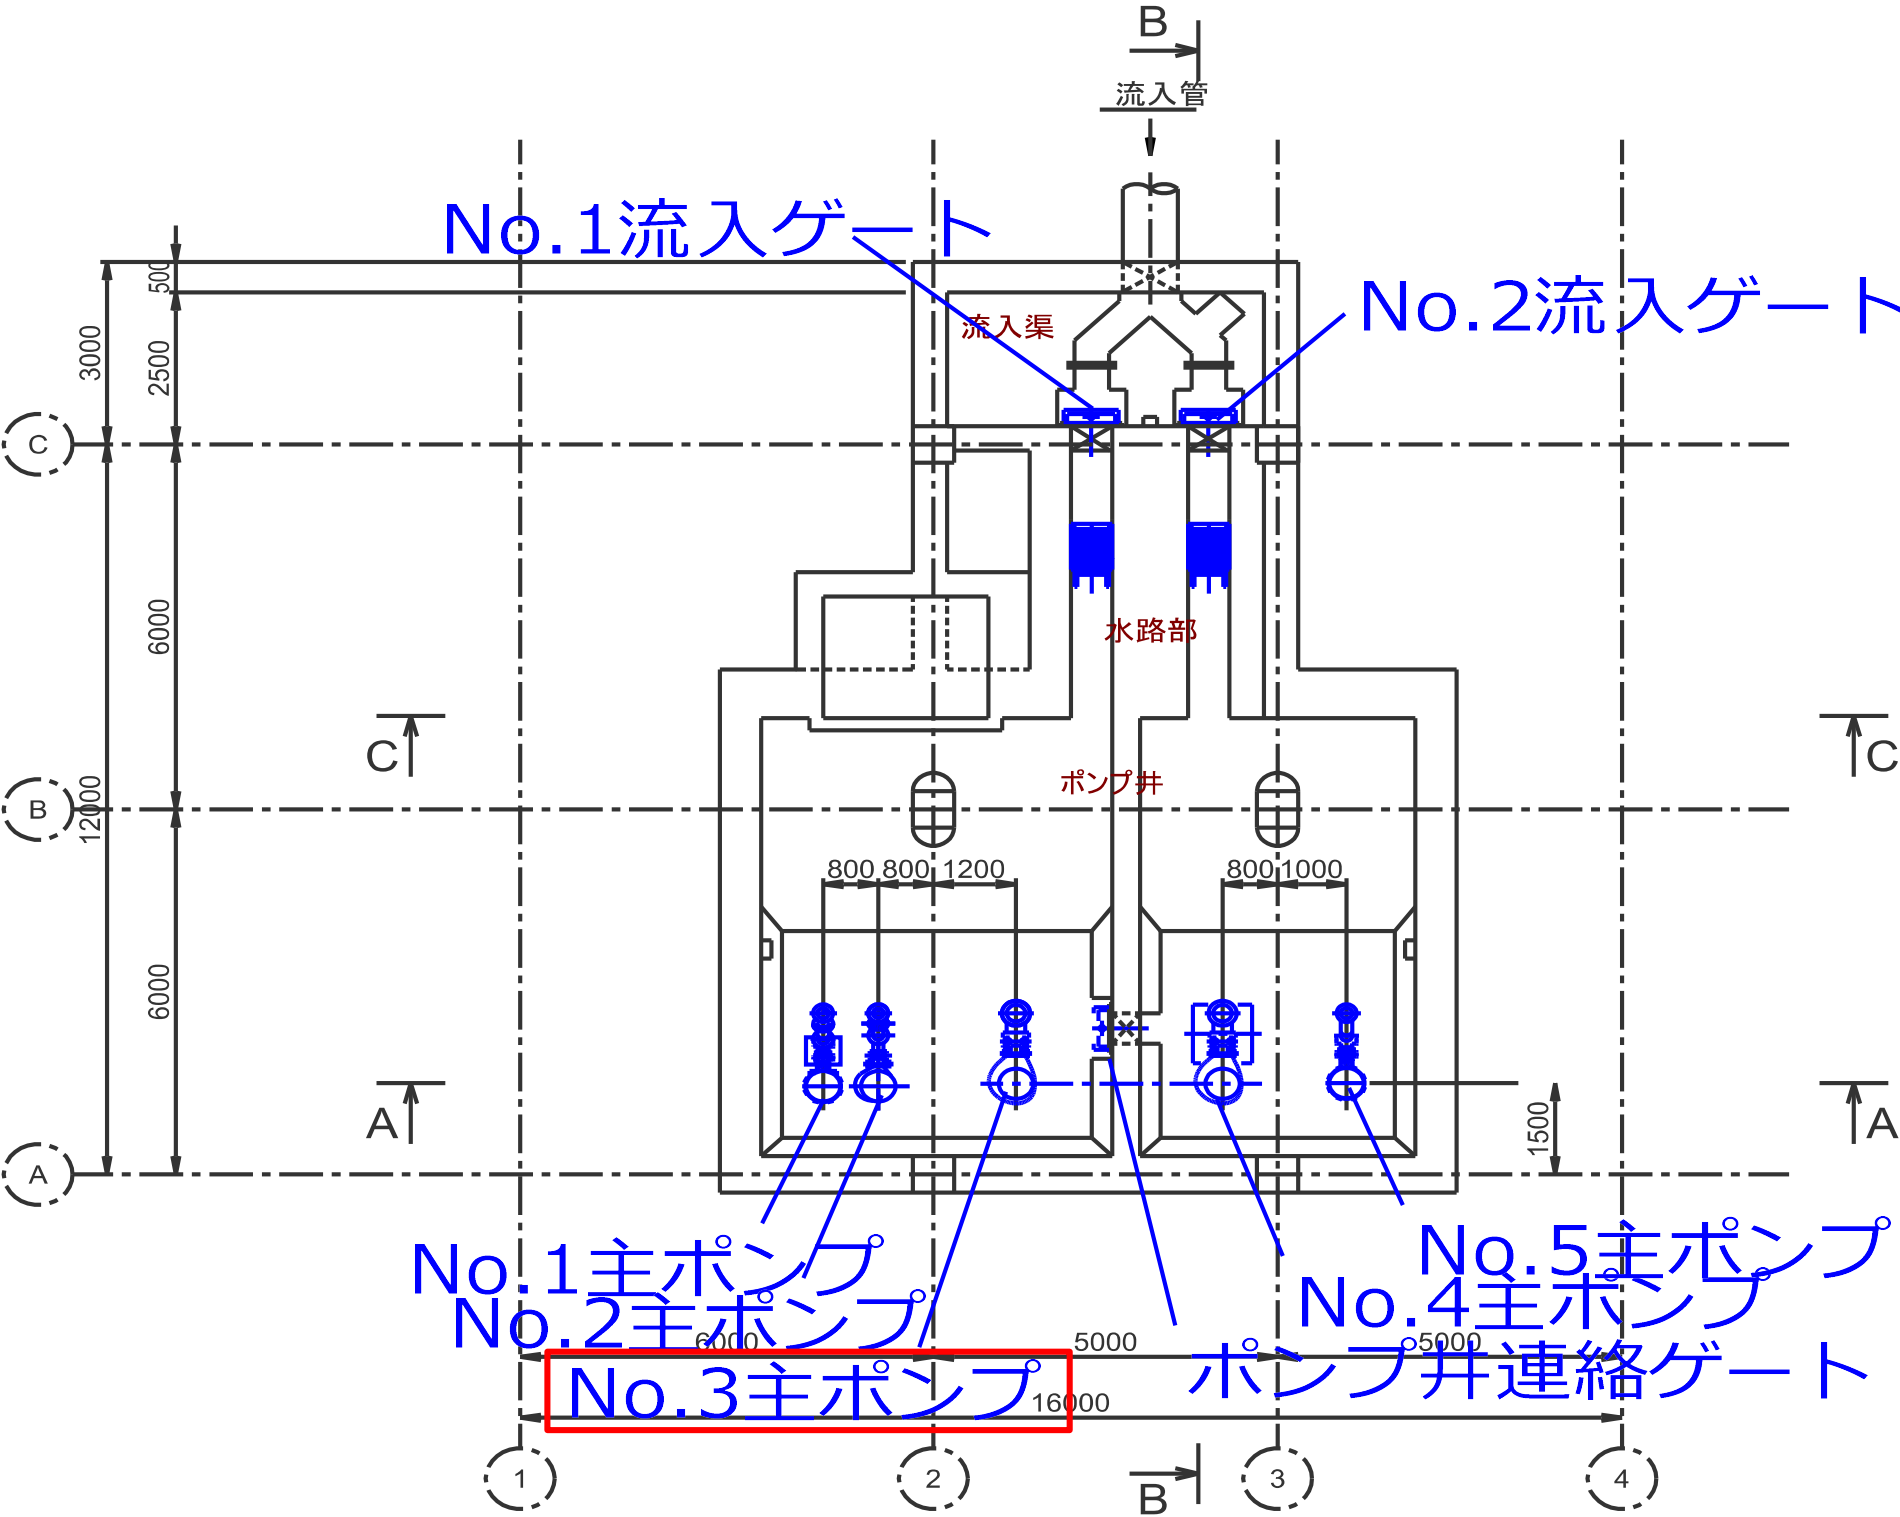 B
流入管
No.1流入ゲート
No.2流入ゲート
500
流入渠
3000
2500
C
6000
水路部
C
C
ポンプ井
B
12000
800
800
1200
800
1000
6000
A
A
1500
A
No.1主ポンプ
No.5主ポンプ
No.2主ポンプ
No.4主ポンプ
6000
5000
5000
No.3主ポンプ
ポンプ井連絡ゲート
16000
1
2
3
4
B